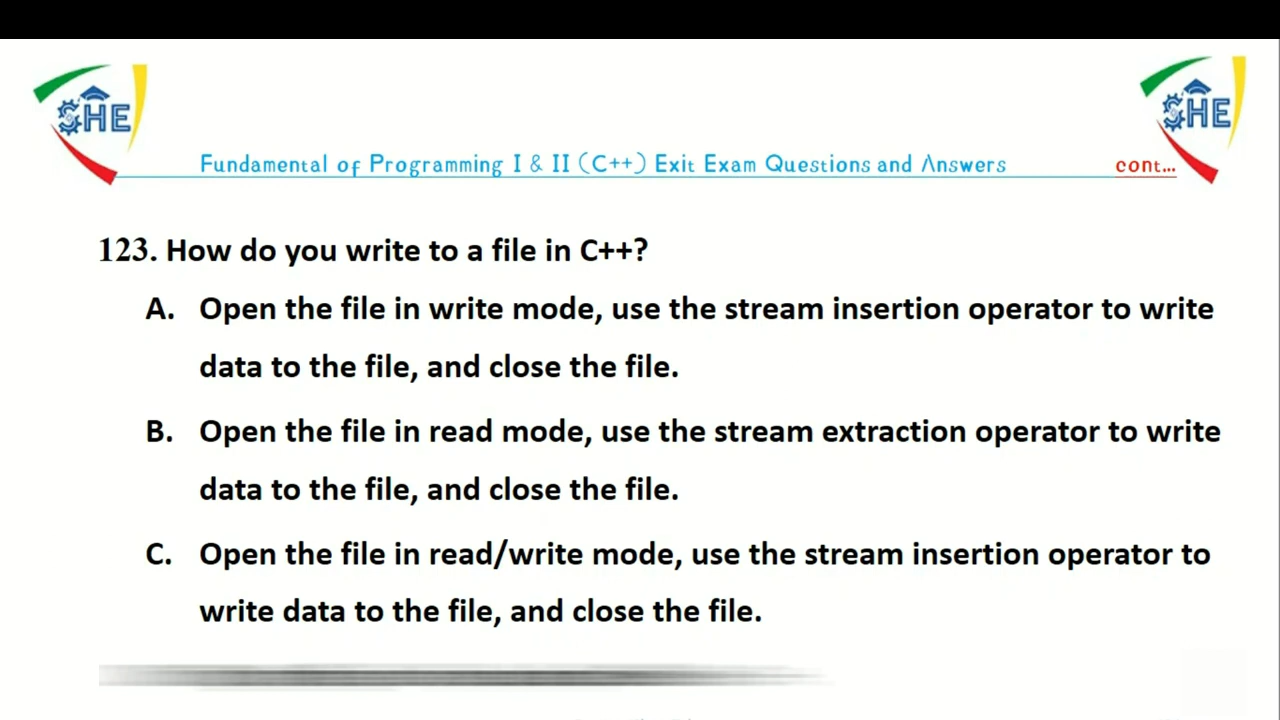 SHE
SHE
Fundamental of Programming I & II (C++) Exit Exam Questions and Answers cont...
123. How do you write to a file in C++?
A. Open the file in write mode, use the stream insertion operator to write
data to the file, and close the file.
B. Open the file in read mode, use the stream extraction operator to write
data to the file, and close the file.
C. Open the file in read/write mode, use the stream insertion operator to
write data to the file, and close the file.